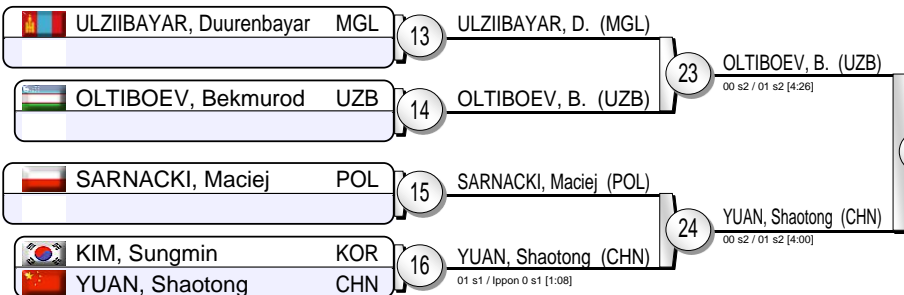 ULZIIBAYAR, Duurenbayar MGL
13
ULZIIBAYAR, D. (MGL)
OLTIBOEV, Bekmurod UZB
14
OLTIBOEV, B. (UZB)
23
OLTIBOEV, B. (UZB)
00 s2 / 01 s2 [4:26]
SARNACKI, Maciej POL
15
SARNACKI, Maciej (POL)
KIM, Sungmin KOR
YUAN, Shaotong CHN
16
YUAN, Shaotong (CHN)
01 s1 / Ippon 0 s1 [1:08]
24
YUAN, Shaotong (CHN)
00 s2 / 01 s2 [4:00]